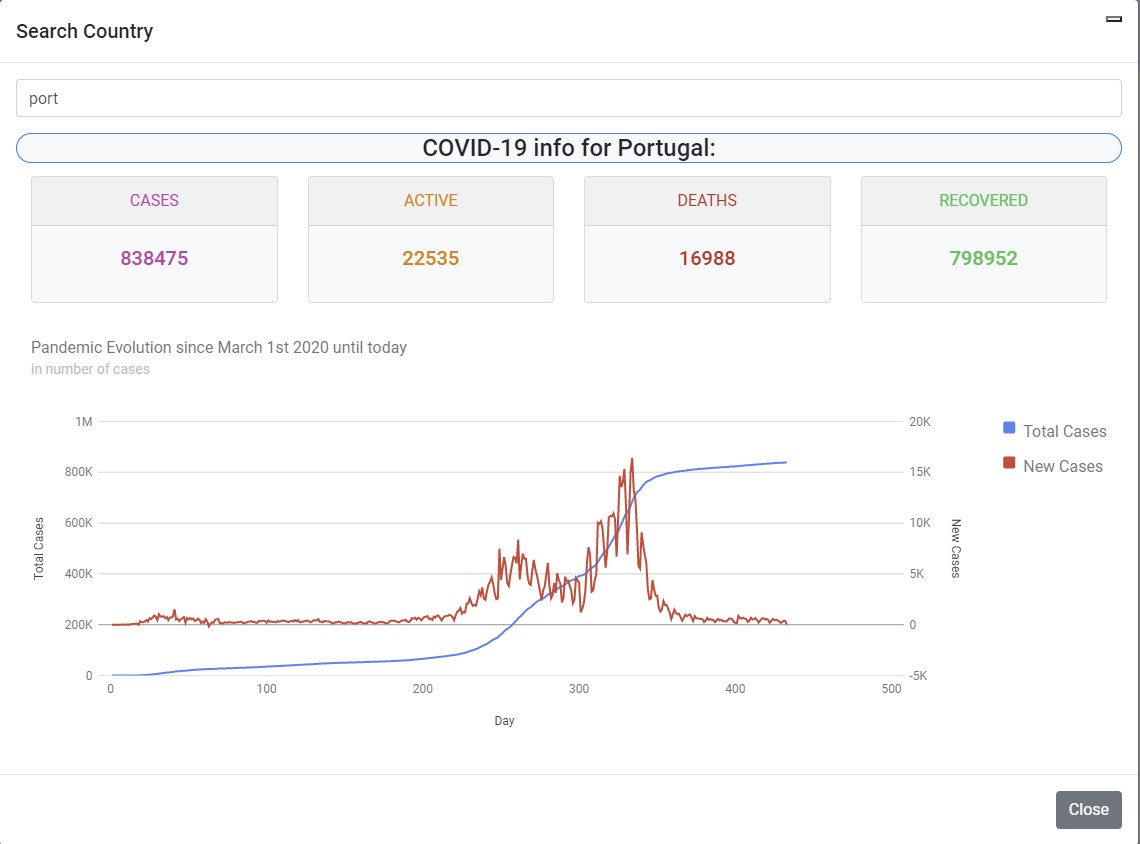 Search Country
port
COVID-19 info for Portugal:
CASES
838475
ACTIVE
22535
DEATHS
16988
RECOVERED
798952
Pandemic Evolution since March 1st 2020 until today
in number of cases
1M
800K
600K
400K
200K
0
Total Cases
20K
15K
10K
5K
0
-5K
New Cases
0
100
200
300
400
500
Day
Total Cases
New Cases
Close